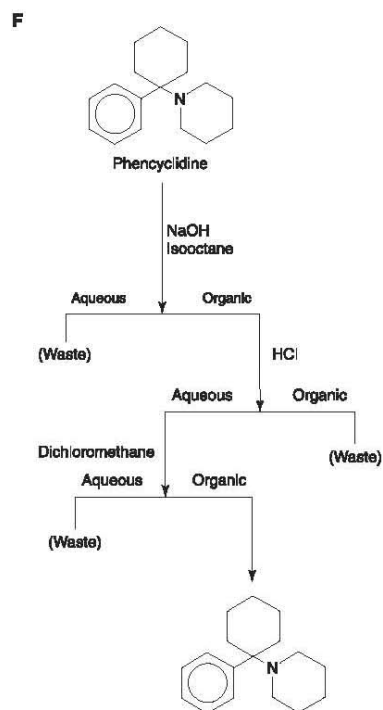 F
N
Phencyclidine
NaOH
Isooctane
Aqueous Organic
(Waste)
HCl
Aqueous Organic
Dichloromethane
(Waste)
Aqueous Organic
(Waste)
N